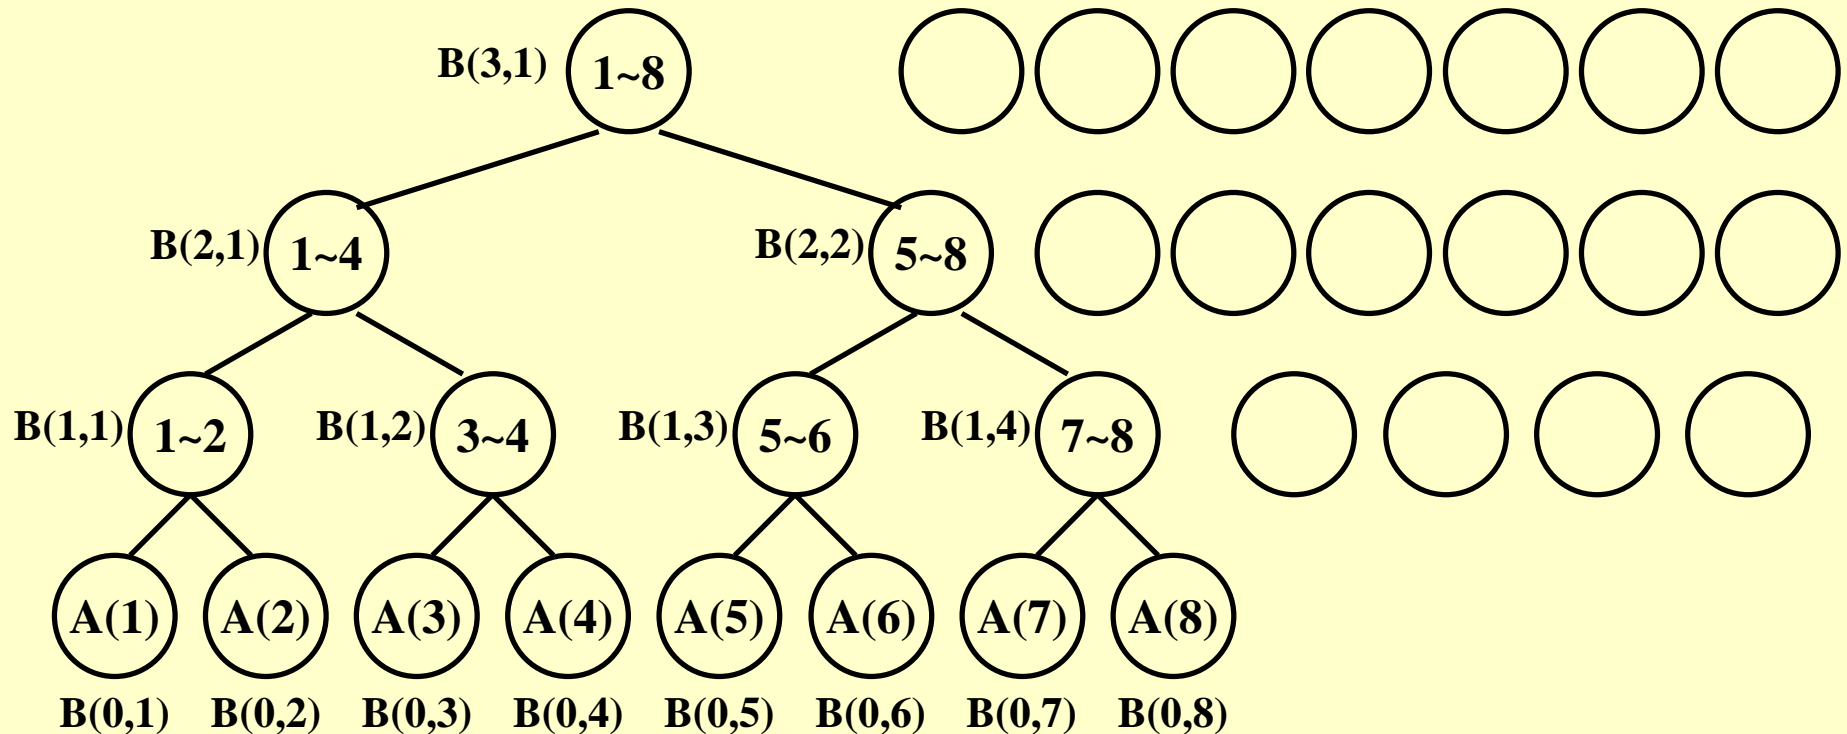 B(3,1) 1~8
B(2,1) 1~4 B(2,2) 5~8
B(1,1) 1~2 B(1,2) 3~4 B(1,3) 5~6 B(1,4) 7~8
A(1) A(2) A(3) A(4) A(5) A(6) A(7) A(8)
B(0,1) B(0,2) B(0,3) B(0,4) B(0,5) B(0,6) B(0,7) B(0,8)